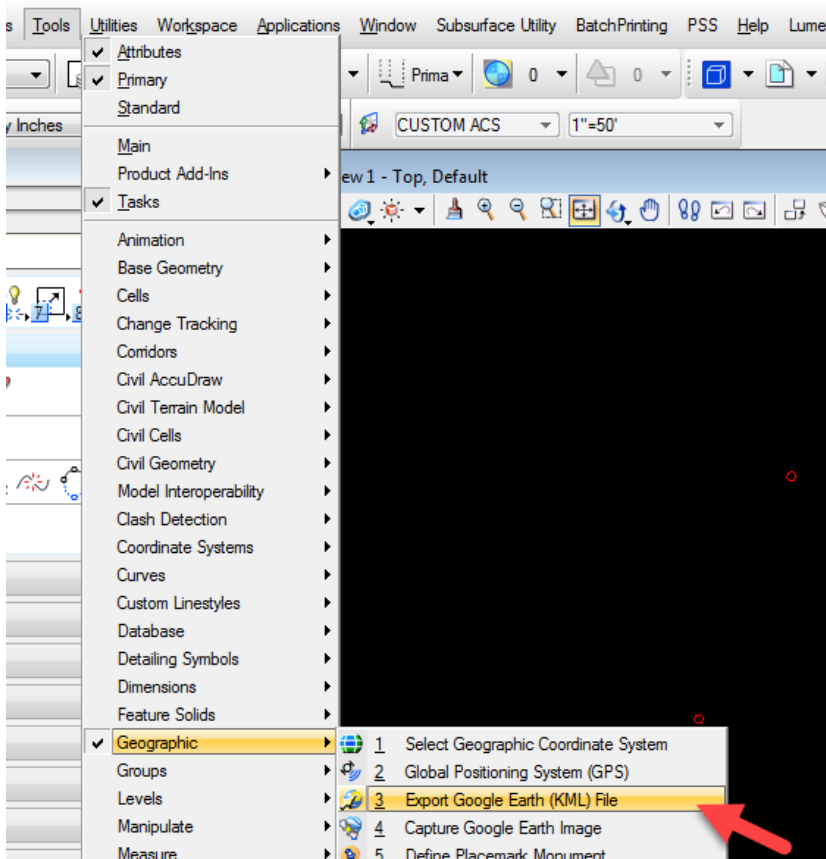 s Tools Utilities Workspace Applications Window Subsurface Utility BatchPrinting PSS Help Lume
Attributes
Primary
Standard
Prima 0 0
y Inches
CUSTOM ACS 1"=50'
Main
Product Add-Ins
Tasks
ew 1 - Top, Default
Animation
Base Geometry
Cells
7 8
Change Tracking
Corridors
Civil AccuDraw
Civil Terrain Model
Civil Cells
Civil Geometry
Model Interoperability
Clash Detection
Coordinate Systems
Curves
Custom Linestyles
Database
Detailing Symbols
Dimensions
Feature Solids
Geographic
1 Select Geographic Coordinate System
Groups
2 Global Positioning System (GPS)
Levels
3 Export Google Earth (KML) File
Manipulate
4 Capture Google Earth Image
Measure
5 Define Placemark Monument